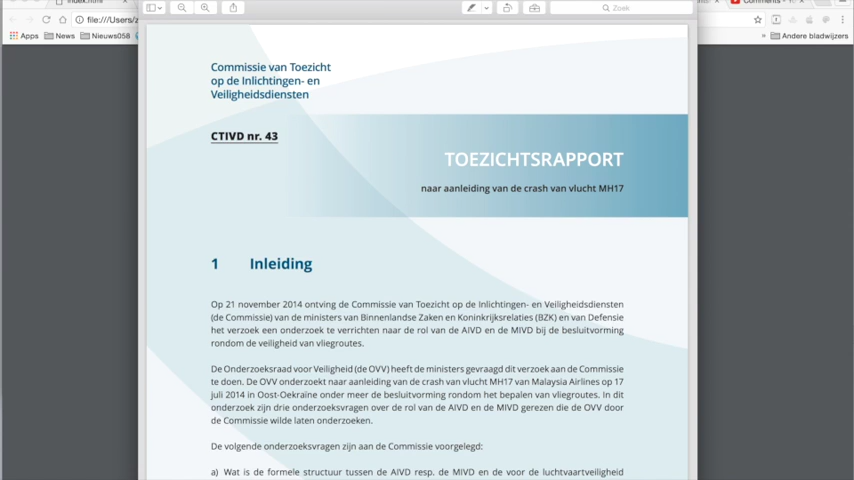 index.html
Comments - 10
file:///Users/z
Apps
News
Nieuws058
Andere bladwijzers
Zoek
Commissie van Toezicht
op de Inlichtingen- en
Veiligheidsdiensten
CTIVD nr. 43
TOEZICHTSRAPPORT
naar aanleiding van de crash van vlucht MH17
1 Inleiding
Op 21 november 2014 ontving de Commissie van Toezicht op de Inlichtingen- en Veiligheidsdiensten
(de Commissie) van de ministers van Binnenlandse Zaken en Koninkrijksrelaties (BZK) en van Defensie
het verzoek een onderzoek te verrichten naar de rol van de AIVD en de MIVD bij de besluitvorming
rondom de veiligheid van vliegroutes.
De Onderzoeksraad voor Veiligheid (de OVV) heeft de ministers gevraagd dit verzoek aan de Commissie
te doen. De OVV onderzoekt naar aanleiding van de crash van vlucht MH17 van Malaysia Airlines op 17
juli 2014 in Oost-Oekraïne onder meer de besluitvorming rondom het bepalen van vliegroutes. In dit
onderzoek zijn drie onderzoeksvragen over de rol van de AIVD en de MIVD gerezen die de OVV door
de Commissie wilde laten onderzoeken.
De volgende onderzoeksvragen zijn aan de Commissie voorgelegd:
a) Wat is de formele structuur tussen de AIVD resp. de MIVD en de voor de luchtvaartveiligheid